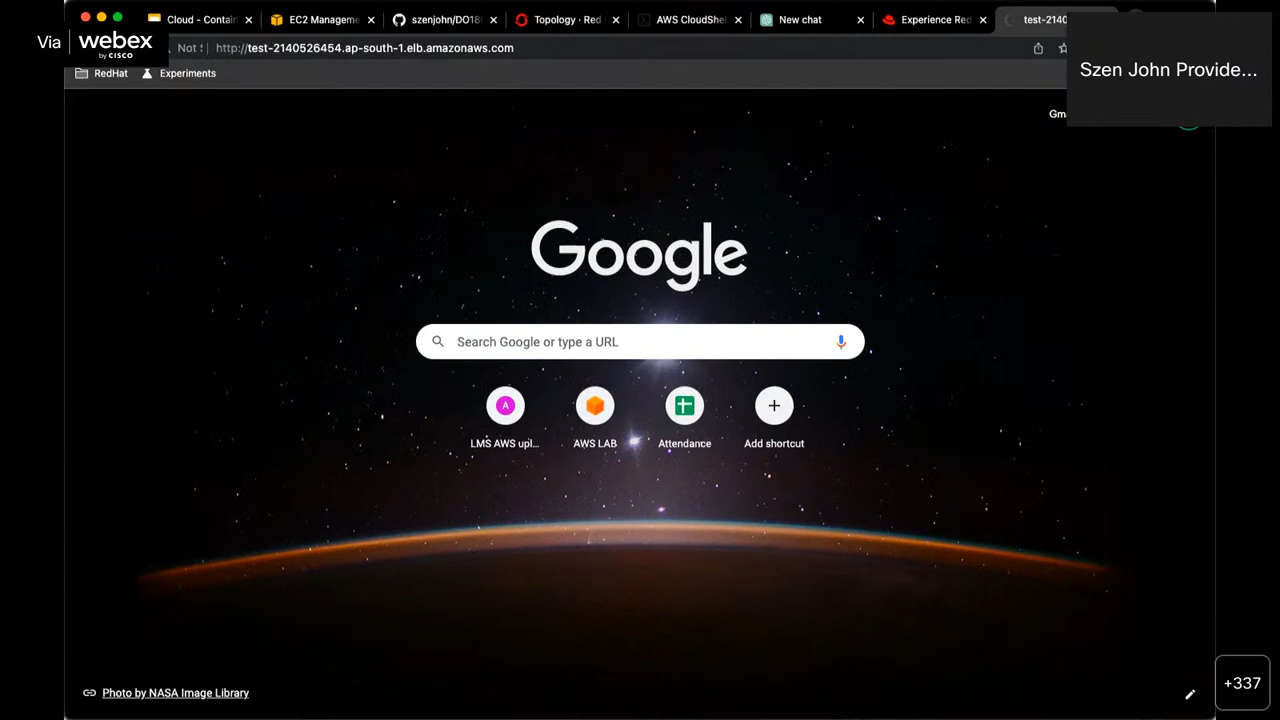 Cloud - Contain
EC2 Manageme
szenjohn/DO18
Topology · Red
AWS CloudShel
New chat
Experience Red
test-2140
Via webex
by CISCO
Not
http://test-2140526454.ap-south-1.elb.amazonaws.com
Szen John Provide...
RedHat
Experiments
Gm
Google
Search Google or type a URL
A
LMS AWS upl...
AWS LAB
Attendance
Add shortcut
Photo by NASA Image Library
+337